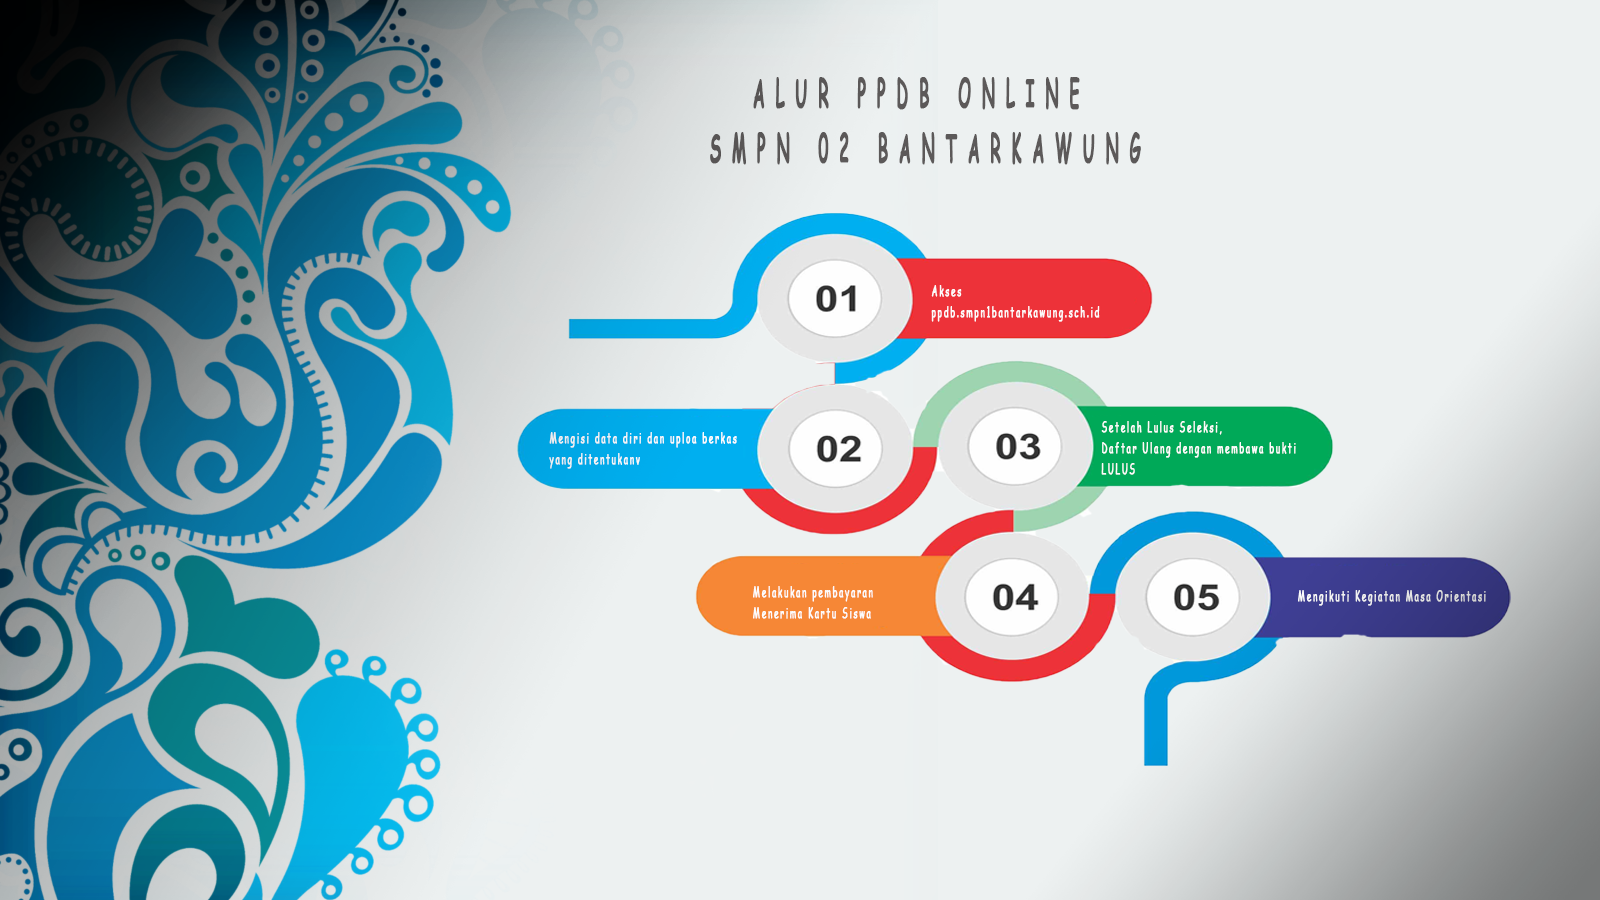 ALUR PPDB ONLINE
SMPN 02 BANTARKAWUNG
01
Akses
ppdb.smpn1bantarkawung.sch.id
02
Mengisi data diri dan uploa berkas
yang ditentukanv
03
Setelah Lulus Seleksi,
Daftar Ulang dengan membawa bukti
LULUS
04
Melakukan pembayaran
Menerima Kartu Siswa
05
Mengikuti Kegiatan Masa Orientasi